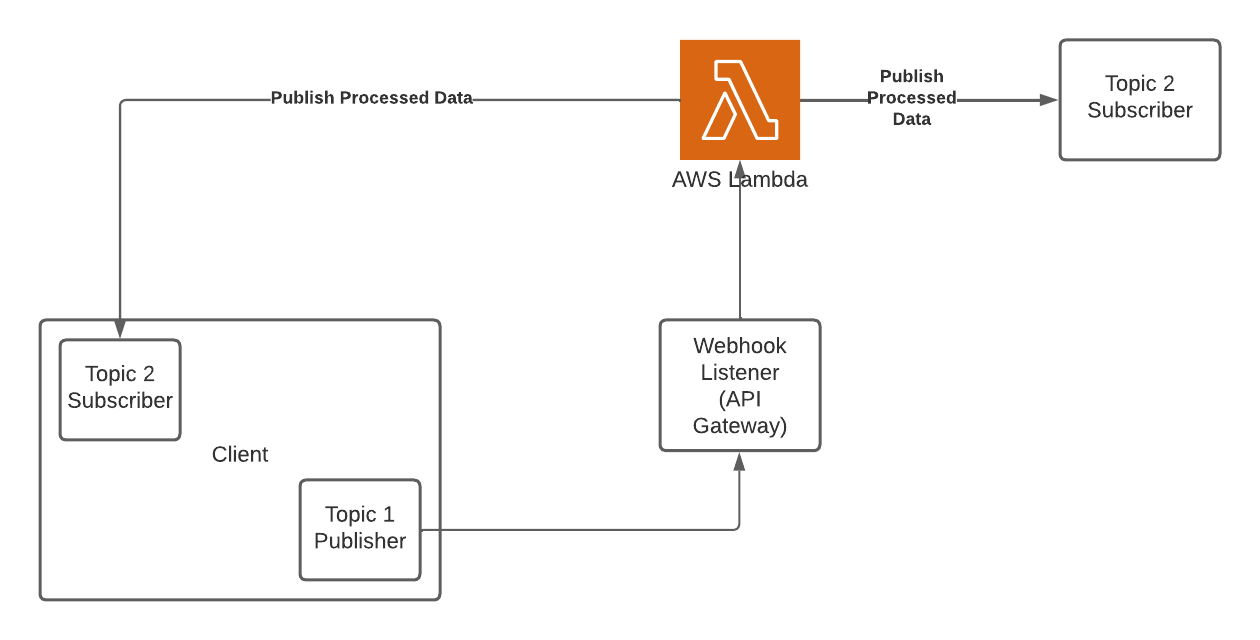 Publish Processed Data
AWS Lambda
Publish
Processed
Data
Topic 2
Subscriber
Topic 2
Subscriber
Client
Topic 1
Publisher
Webhook
Listener
(API
Gateway)